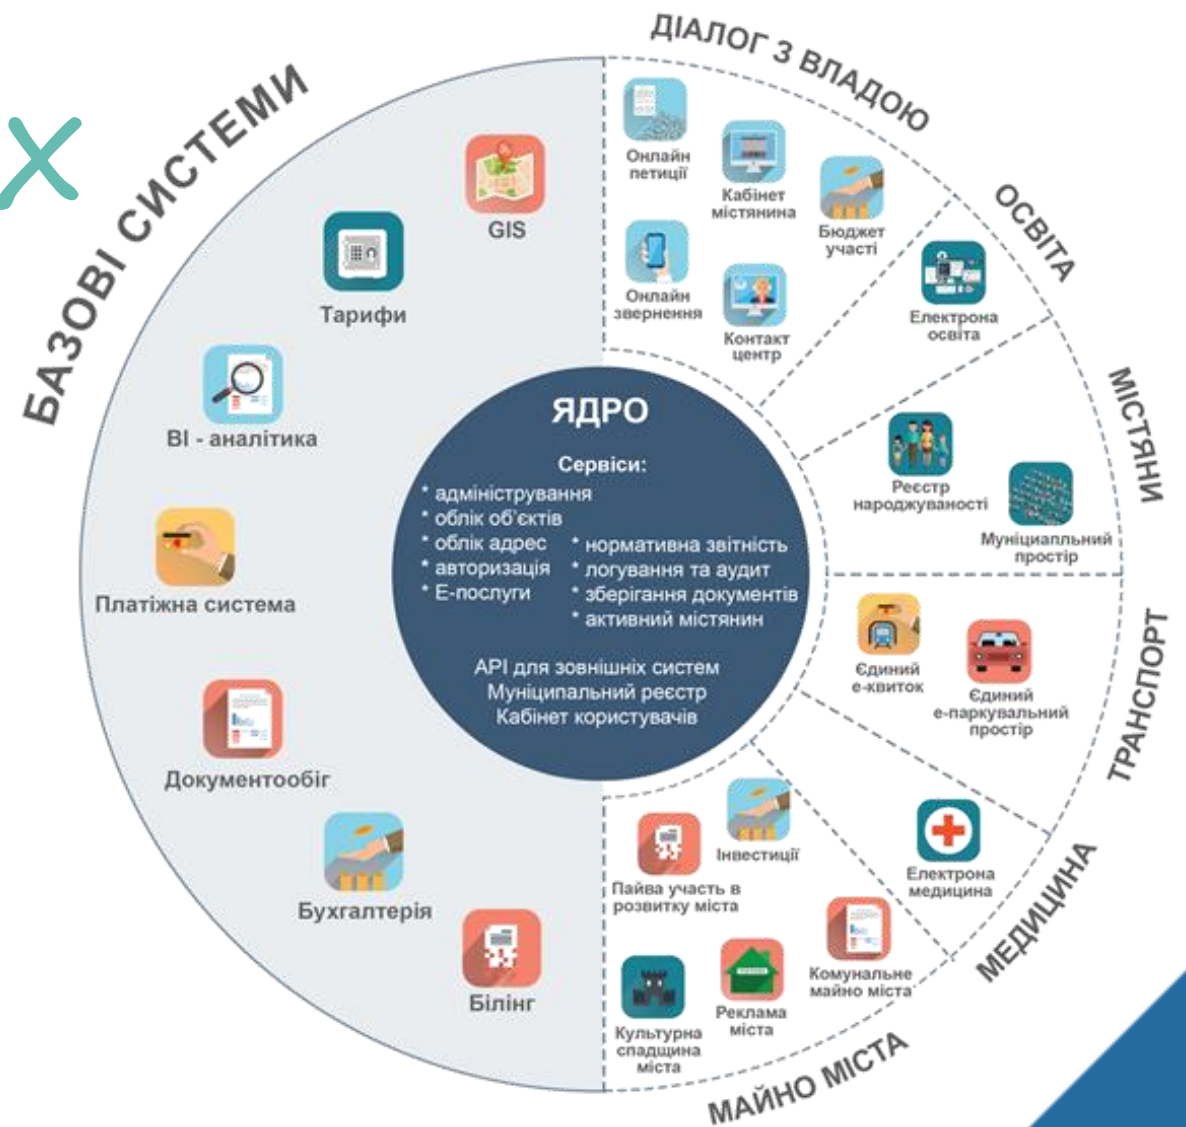 х
БАЗОВІ СИСТЕМИ
GIS
Тарифи
BI - аналітика
Платіжна система
Документообіг
Бухгалтерія
Білінг
ЯДРО
Сервіси:
* адміністрування
* облік об'єктів
* облік адрес
* авторизація
* Е-послуги
* нормативна звітність
* логування та аудит
* зберігання документів
* активний містянин
АРІ для зовнішніх систем
Муніципальний реєстр
Кабінет користувачів
ДІАЛОГ З ВЛАДОЮ
Онлайн
петиції
Кабінет
містянина
Бюджет
участі
Онлайн
звернення
Контакт
центр
ОСВІТА
Електрона
освіта
МІСТЯНИ
Реєстр
народжуваності
Муніциапльний
простір
ТРАНСПОРТ
Єдиний
е-квиток
Єдиний
е-паркувальний
простір
МЕДИЦИНА
Електрона
медицина
МАЙНО МІСТА
Інвестиції
Пайва участь в
розвитку міста
Комунальне
майно міста
Реклама
міста
Культурна
спадщина
міста